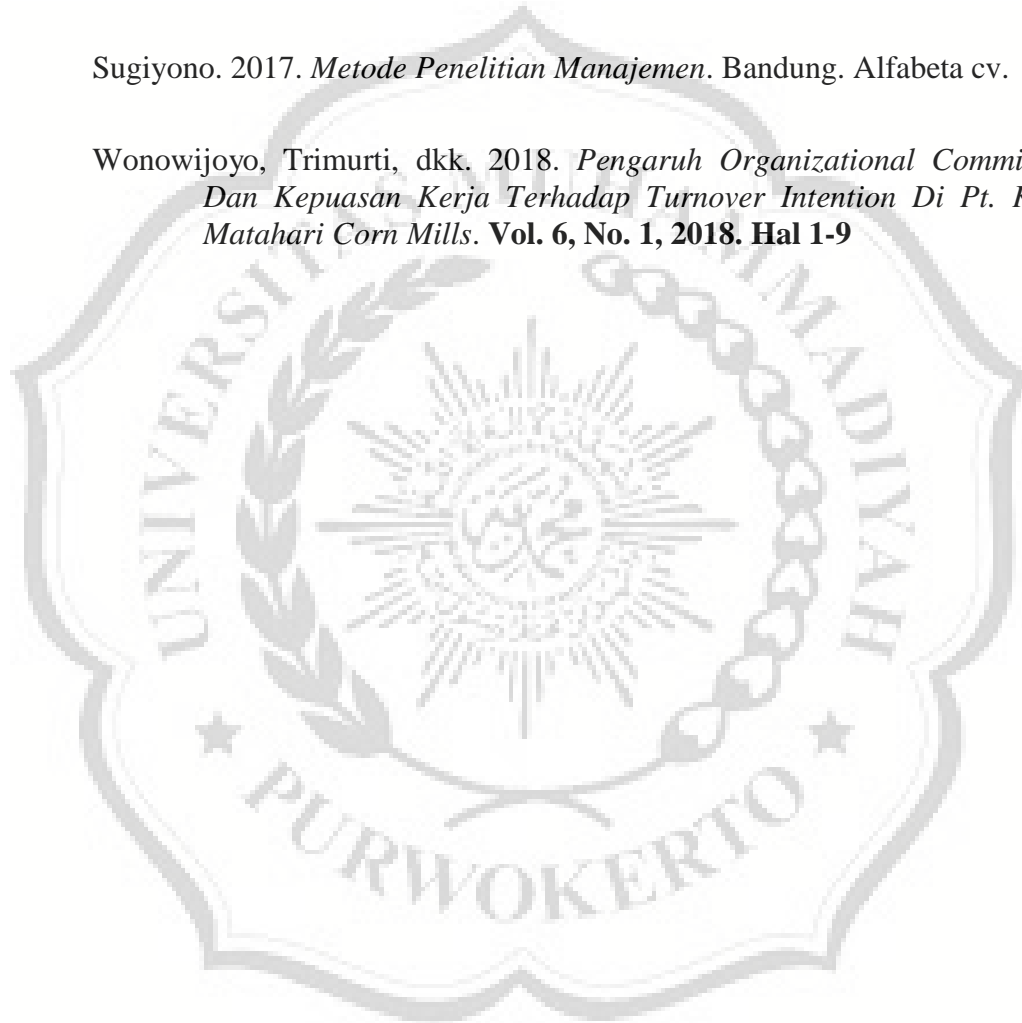 Sugiyono. 2017. Metode Penelitian Manajemen. Bandung. Alfabeta cv.
Wonowijoyo, Trimurti, dkk. 2018. Pengaruh Organizational Commi
Dan Kepuasan Kerja Terhadap Turnover Intention Di Pt. K
Matahari Corn Mills. Vol. 6, No. 1, 2018. Hal 1-9
UNIVERSITAS MUHAMMADIYAH
PURWOKERTO